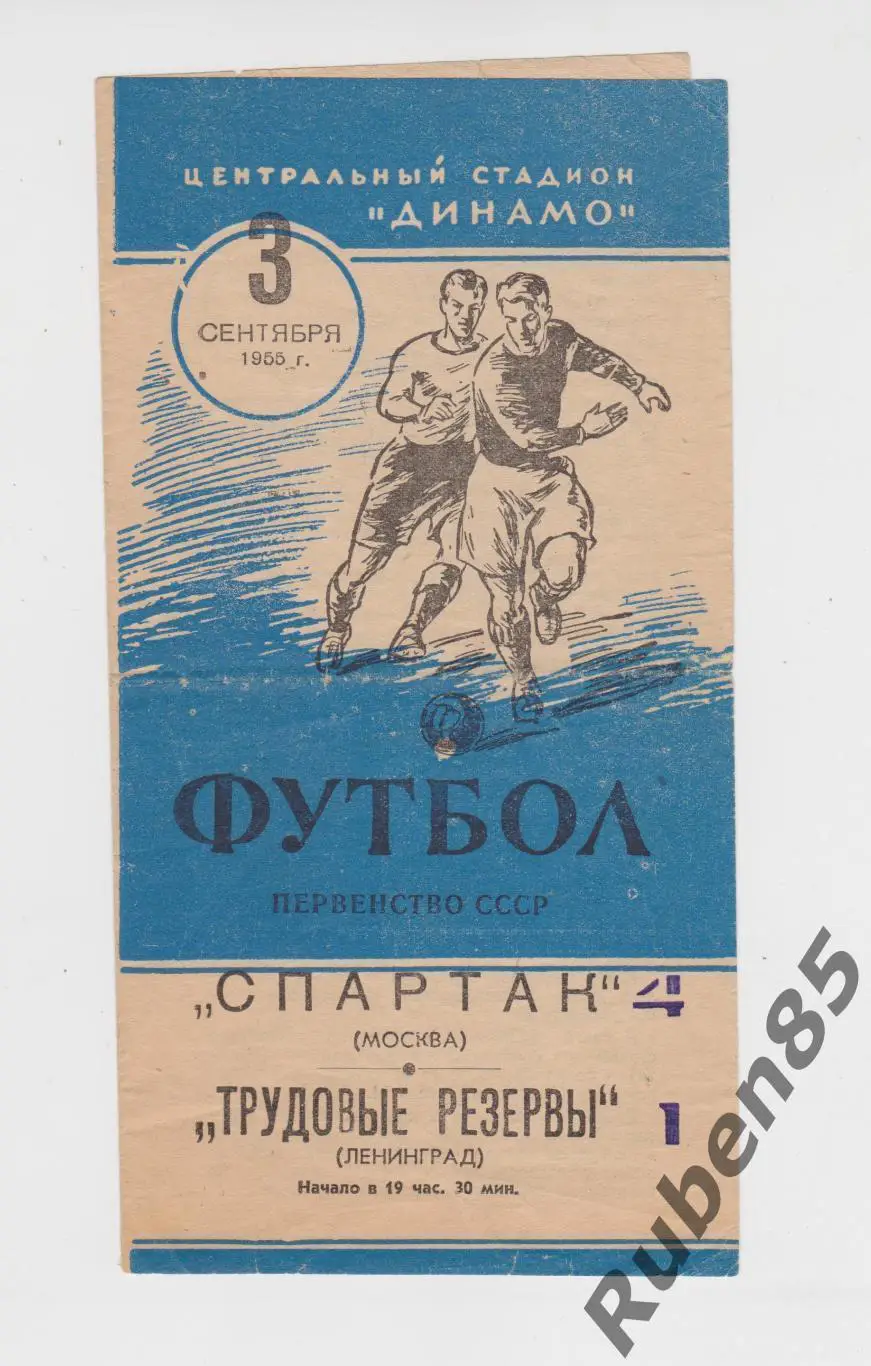 ЦЕНТРАЛЬНЫЙ СТАДИОН
"ДИНАМО"
3
СЕНТЯБРЯ
1955 г.
ФУТБОЛ
ПЕРВЕНСТВО СССР
„СПАРТАК" 4
(МОСКВА)
„ТРУДОВЫЕ РЕЗЕРВЫ" 1
(ЛЕНИНГРАД)
Начало в 19 час. 30 мин.
Ruben85